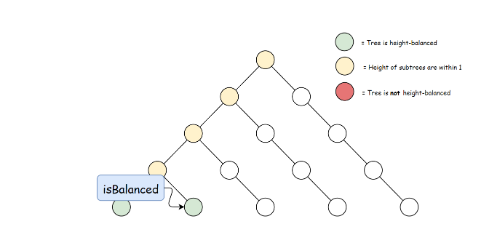 = Tree is height-balanced
= Height of subtrees are within 1
= Tree is not height-balanced
isBalanced